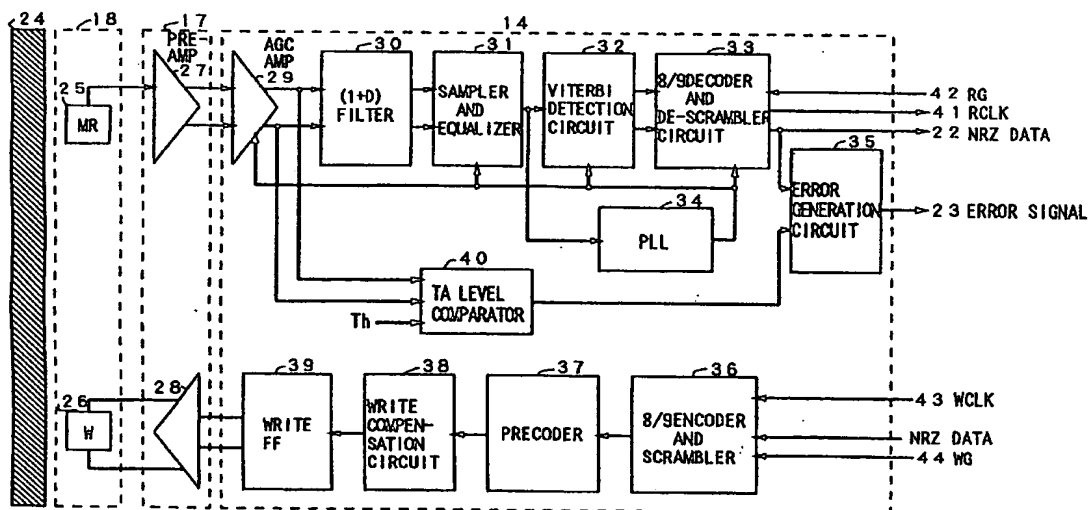 24
18
17
14
PRE-
AMP
27
25
MR
AGC
AMP
29
30
(1+D)
FILTER
31
SAMPLER
AND
EQUALIZER
32
VITERBI
DETECTION
CIRCUIT
33
8/9DECODER
AND
DE-SCRAMBLER
CIRCUIT
42 RG
41 RCLK
22 NRZ DATA
35
ERROR
GENERATION
CIRCUIT
23 ERROR SIGNAL
34
PLL
40
TA LEVEL
COMPARATOR
Th
26
W
28
39
WRITE
FF
38
WRITE
COMPEN-
SATION
CIRCUIT
37
PRECODER
36
8/9ENCODER
AND
SCRAMBLER
43 WCLK
NRZ DATA
44 WG